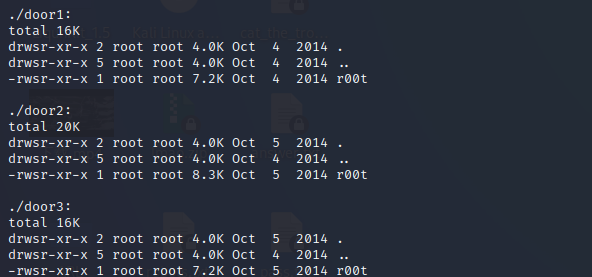 ./door1:
total 16K
drwsr-xr-x 2 root root 4.0K Oct  4  2014 .
drwsr-xr-x 5 root root 4.0K Oct  4  2014 ..
-rwsr-xr-x 1 root root 7.2K Oct  4  2014 r00t
./door2:
total 20K
drwsr-xr-x 2 root root 4.0K Oct  5  2014 .
drwsr-xr-x 5 root root 4.0K Oct  4  2014 ..
-rwsr-xr-x 1 root root 8.3K Oct  5  2014 r00t
./door3:
total 16K
drwsr-xr-x 2 root root 4.0K Oct  5  2014 .
drwsr-xr-x 5 root root 4.0K Oct  4  2014 ..
-rwsr-xr-x 1 root root 7.2K Oct  5  2014 r00t